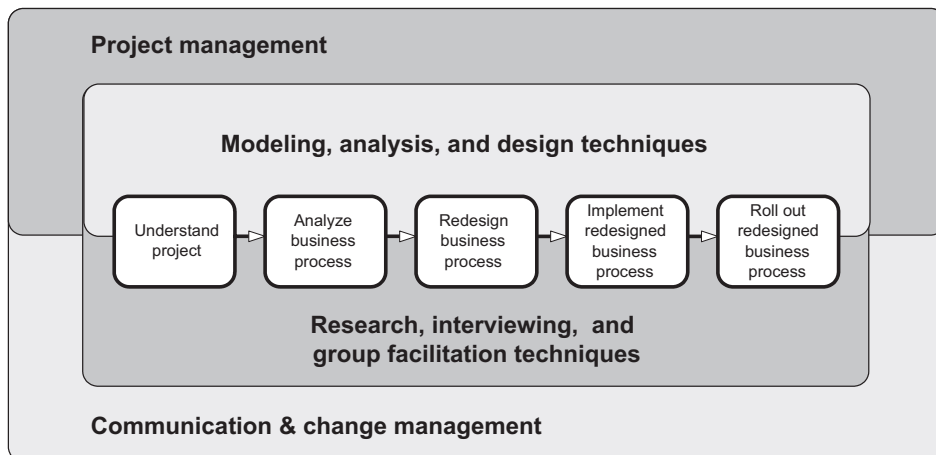 Project management
Modeling, analysis, and design techniques
Understand
project
Analyze
business
process
Redesign
business
process
Implement
redesigned
business
process
Roll out
redesigned
business
process
Research, interviewing, and
group facilitation techniques
Communication & change management